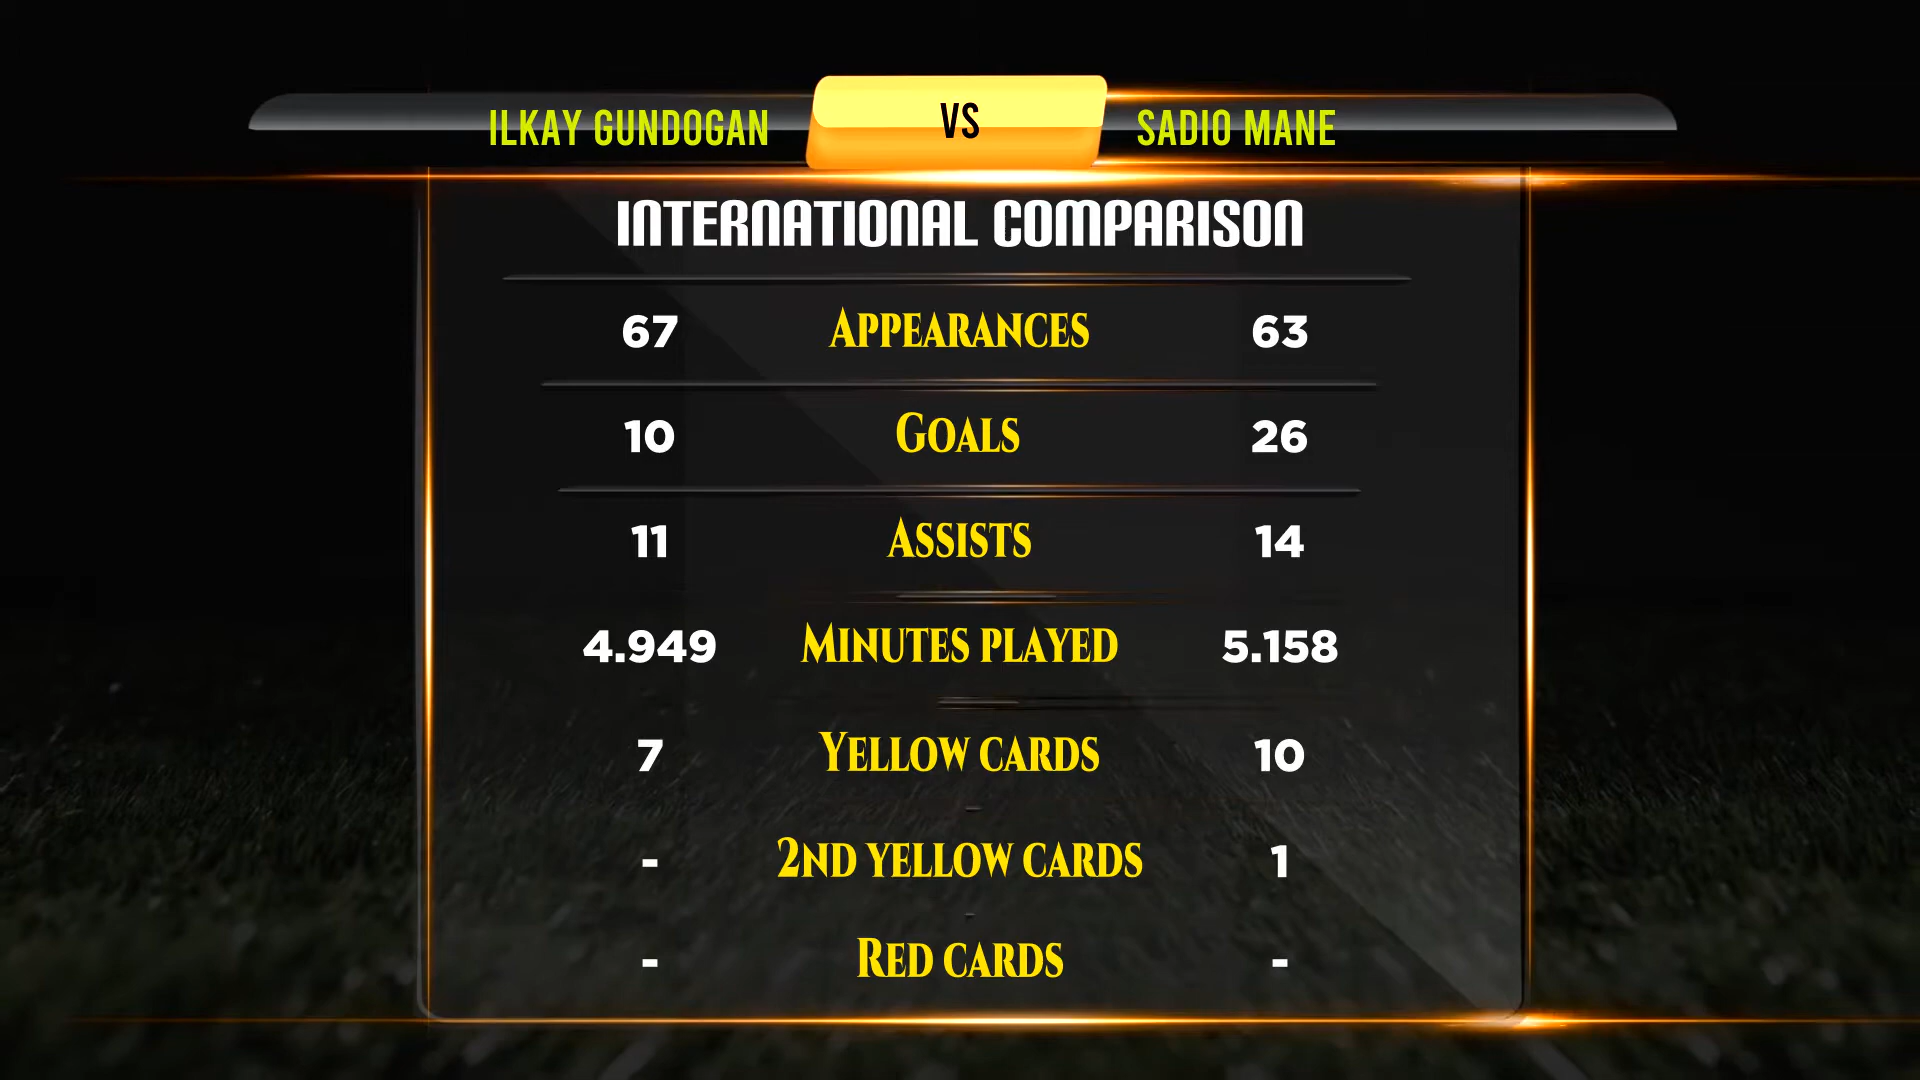 ILKAY GUNDOGAN VS SADIO MANE
INTERNATIONAL COMPARISON
67 APPEARANCES 63
10 GOALS 26
11 ASSISTS 14
4.949 MINUTES PLAYED 5.158
7 YELLOW CARDS 10
- 2ND YELLOW CARDS 1
- RED CARDS -